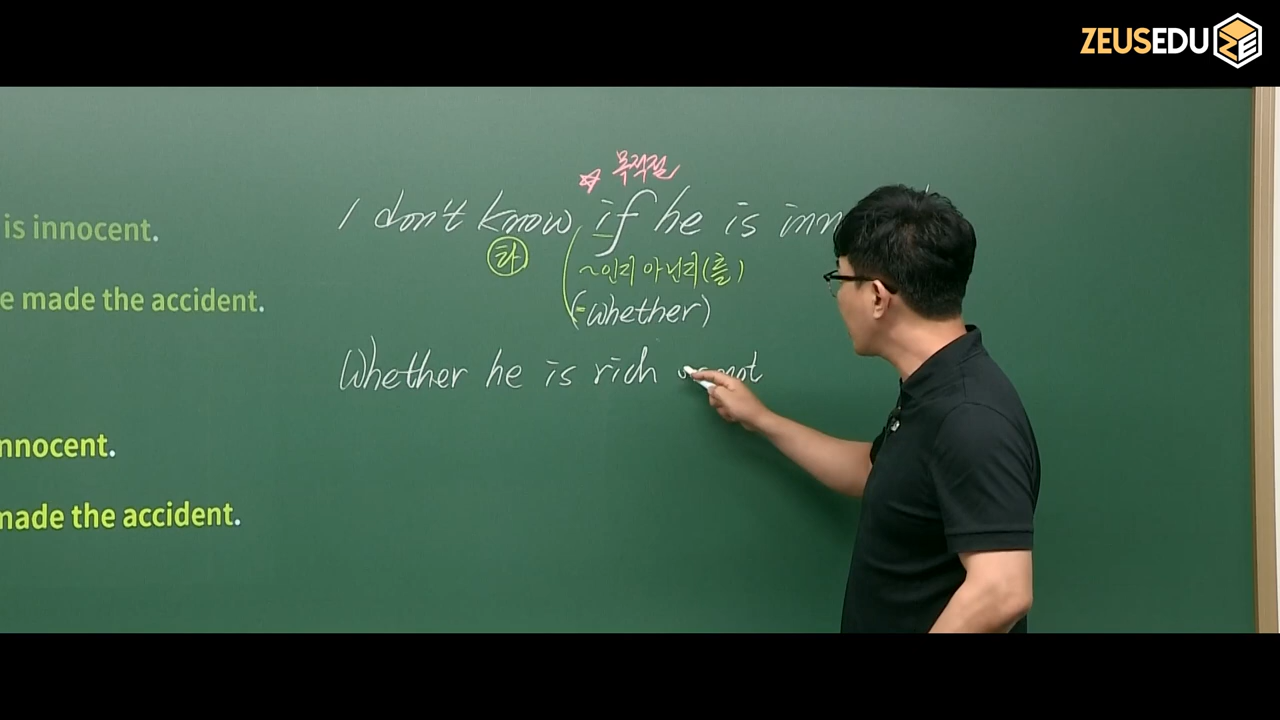 ZEUSEDU
☆ 목적절
is innocent.
I don't know if he is inn
타
~인지 아닌지(를)
e made the accident.
(=whether)
Whether he is rich or not
nnocent.
made the accident.